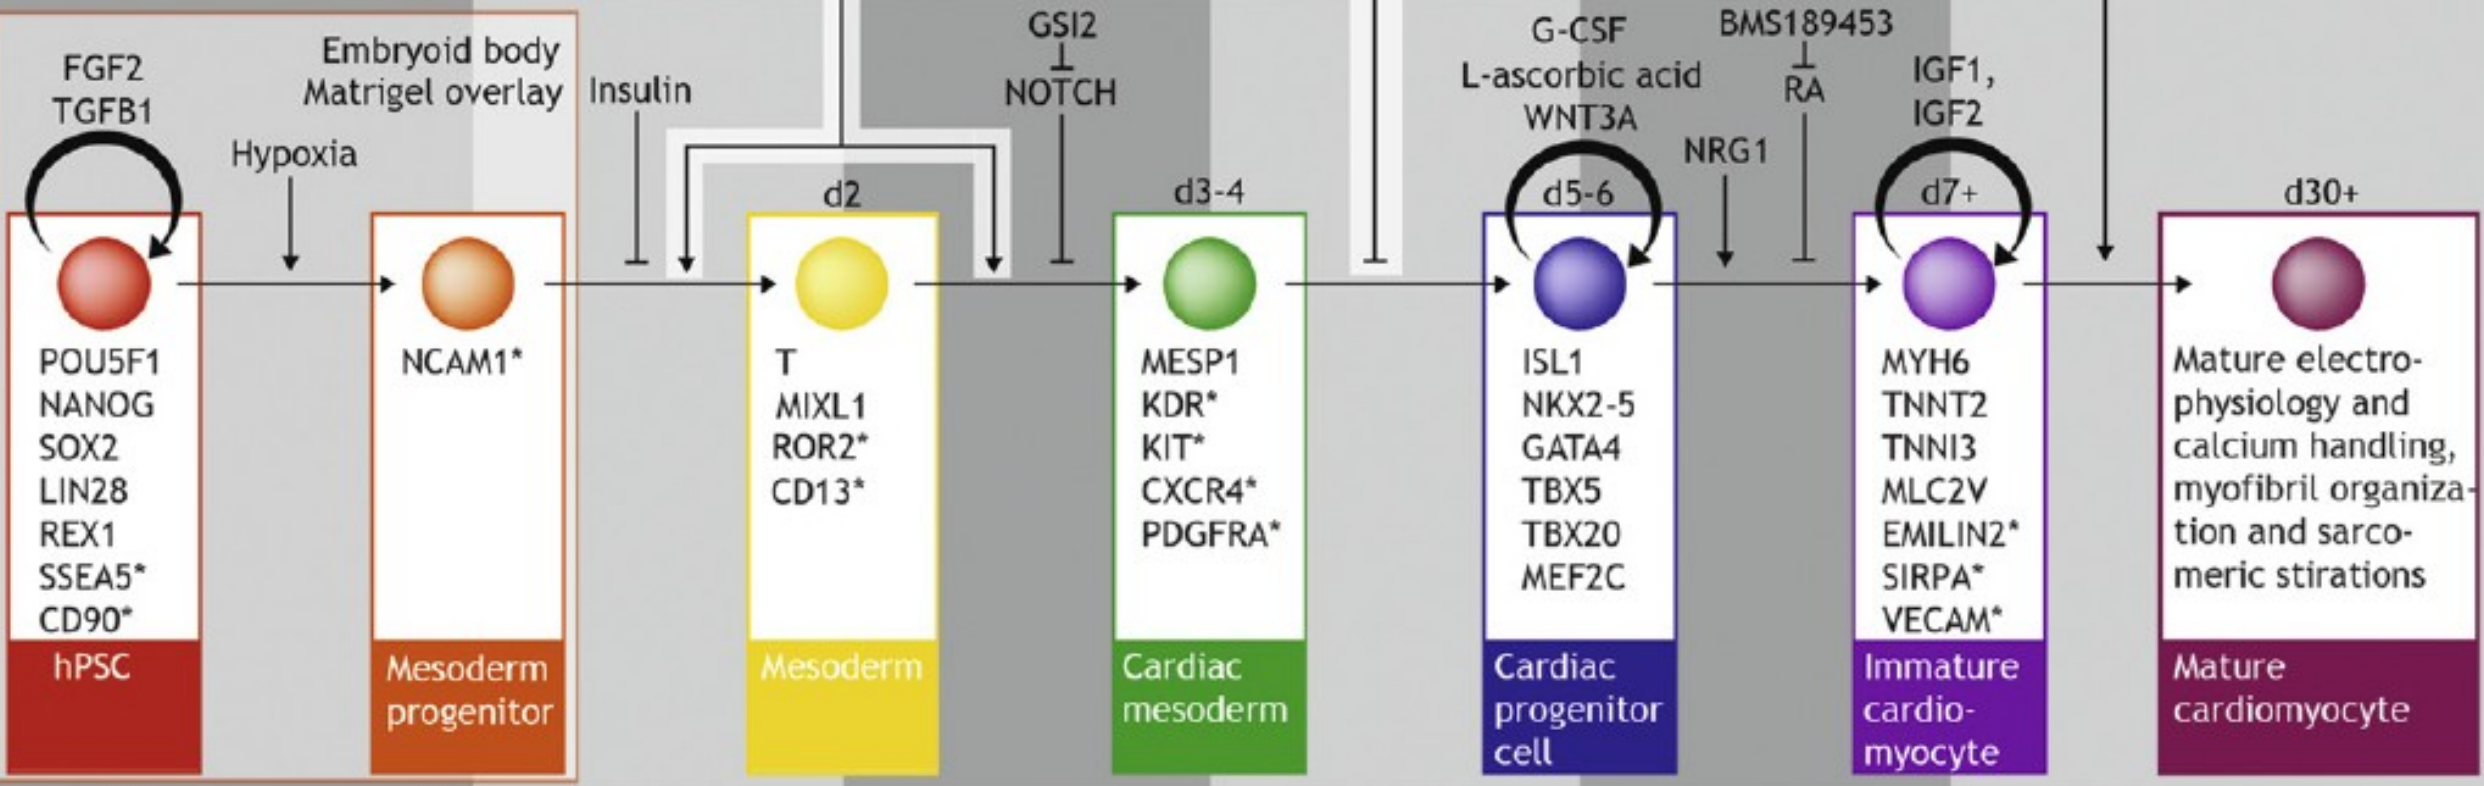 FGF2
TGFB1
Hypoxia
Embryoid body
Matrigel overlay
Insulin
GSI2
NOTCH
G-CSF
L-ascorbic acid
WNT3A
NRG1
BMS189453
RA
IGF1,
IGF2
d2
d3-4
d5-6
d7+
d30+
POU5F1
NANOG
SOX2
LIN28
REX1
SSEA5*
CD90*
hPSC
NCAM1*
Mesoderm
progenitor
T
MIXL1
ROR2*
CD13*
Mesoderm
MESP1
KDR*
KIT*
CXCR4*
PDGFRA*
Cardiac
mesoderm
ISL1
NKX2-5
GATA4
TBX5
TBX20
MEF2C
Cardiac
progenitor
cell
MYH6
TNNT2
TNNI3
MLC2V
EMILIN2*
SIRPA*
VECAM*
Immature
cardio-
myocyte
Mature electro-
physiology and
calcium handling,
myofibril organiza-
tion and sarco-
meric stirations
Mature
cardiomyocyte